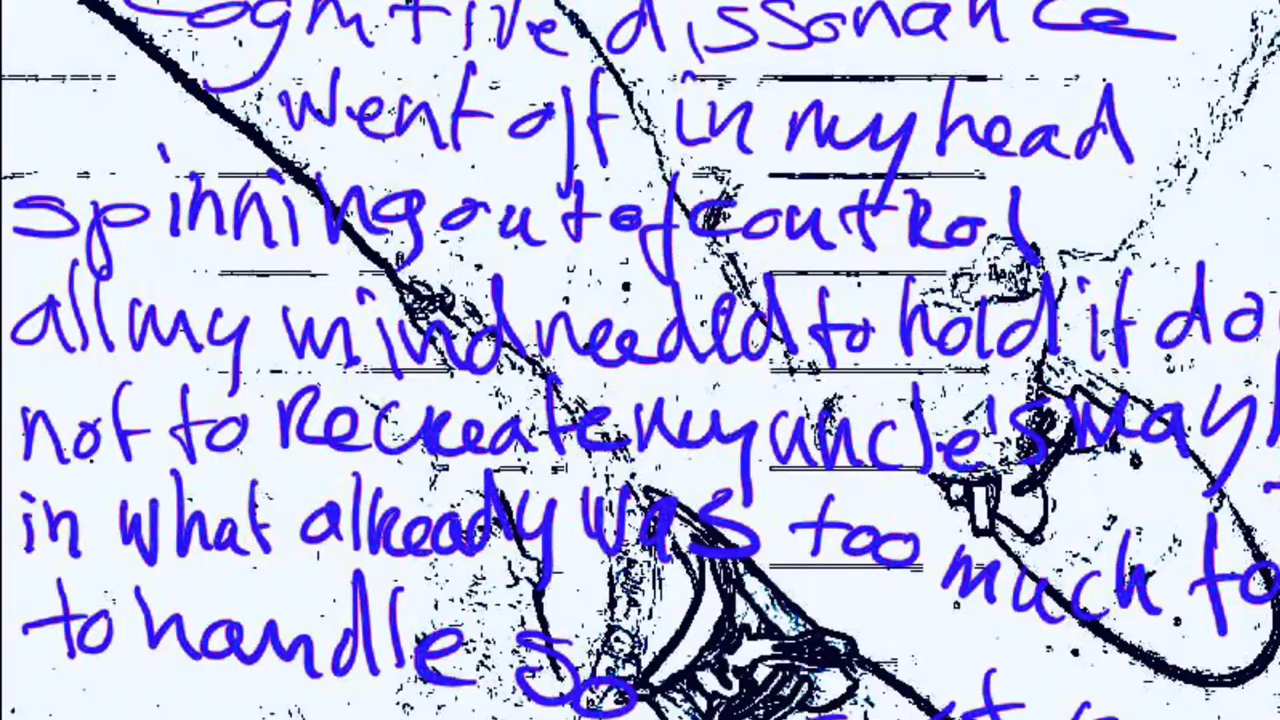 cognitive dissonance
went off in my head
spinning out of control
all my mind needed to hold it do
not to Recreate my uncle's may
in what already was too much to
to handle so